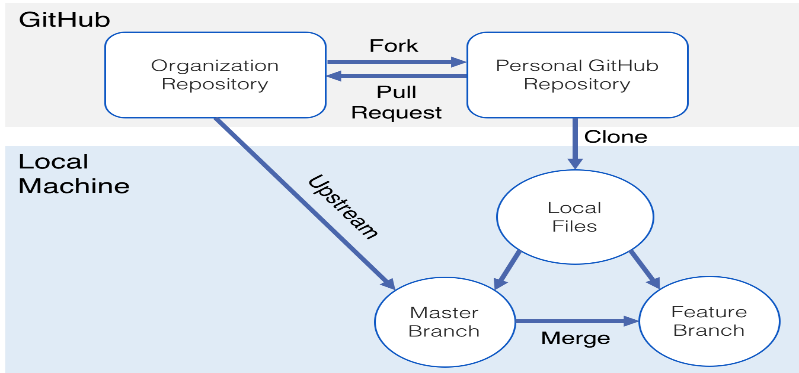 GitHub
Organization
Repository
Fork
Pull
Request
Personal GitHub
Repository
Clone
Local
Machine
Upstream
Local
Files
Master
Branch
Merge
Feature
Branch